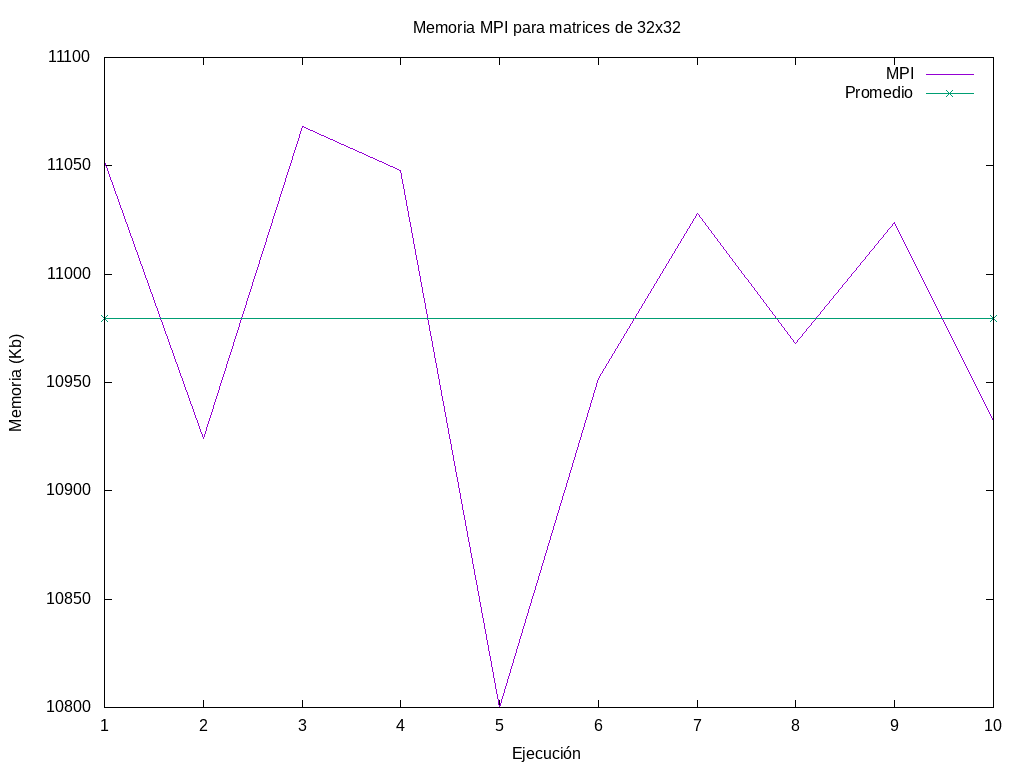 Memoria MPI para matrices de 32x32
11100
11050
11000
10950
10900
10850
10800
Memoria (Kb)
MPI
Promedio
1 2 3 4 5 6 7 8 9 10
Ejecución